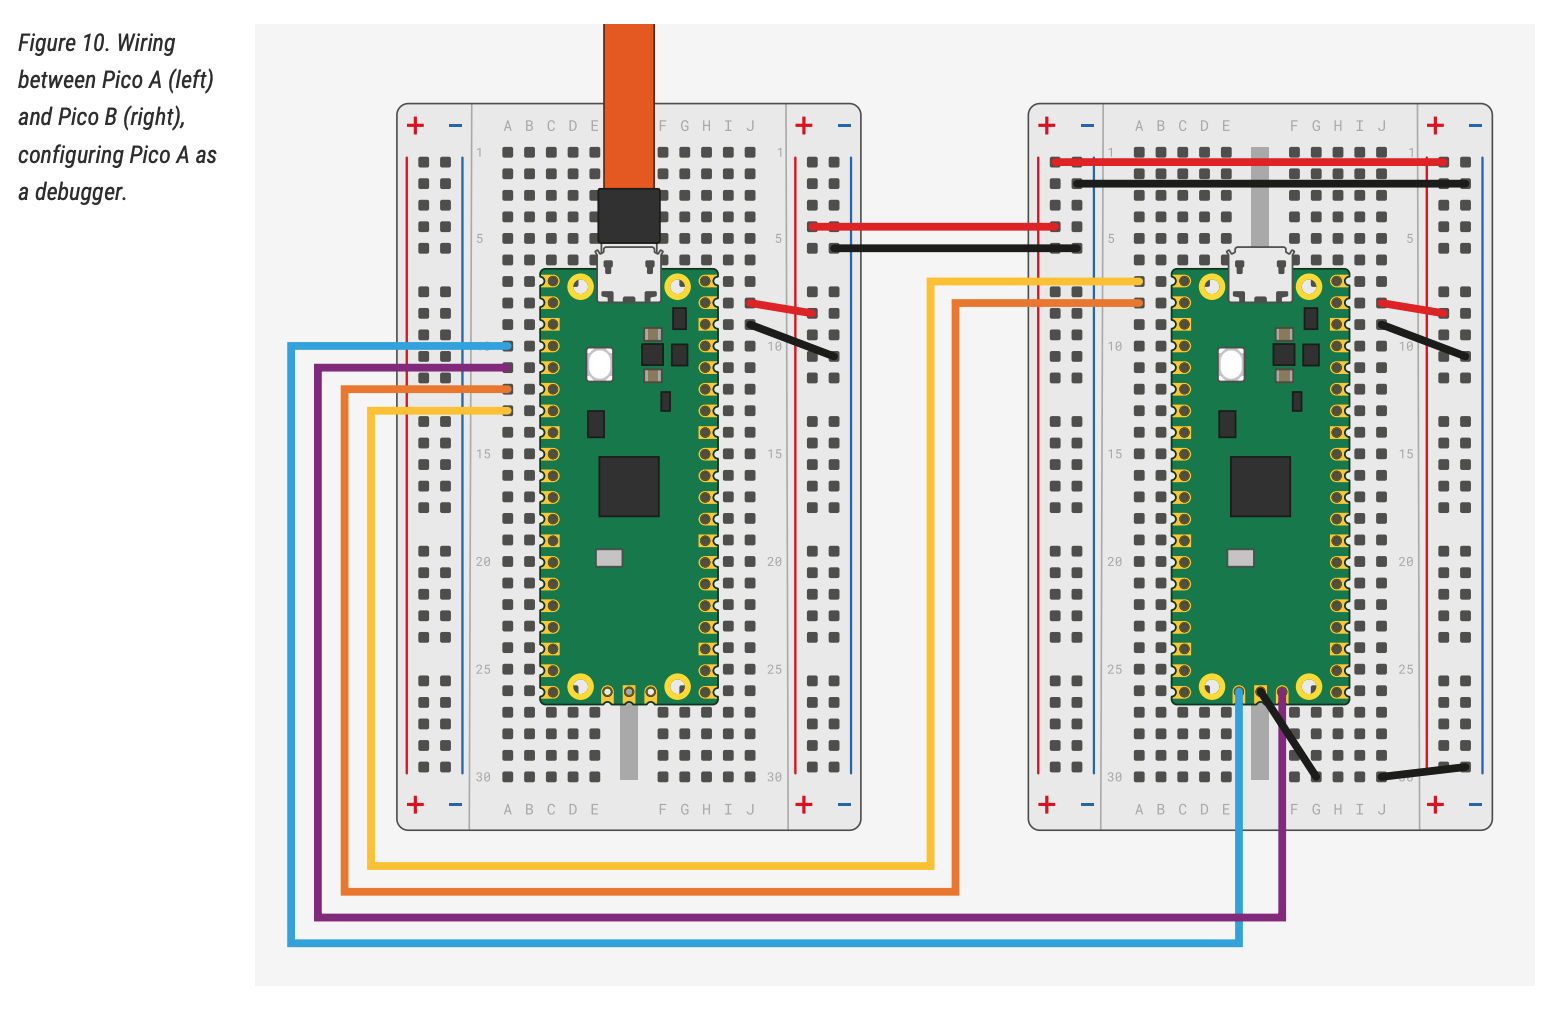 Figure 10. Wiring
between Pico A (left)
and Pico B (right),
configuring Pico A as
a debugger.
+ − A B C D E F G H I J + −
+ − A B C D E F G H I J + −
1 1 1 1
5 5 5 5
10 10 10 10
15 15 15 15
20 20 20 20
25 25 25 25
30 30 30 30
+ − A B C D E F G H I J + −
+ − A B C D E F G H I J + −